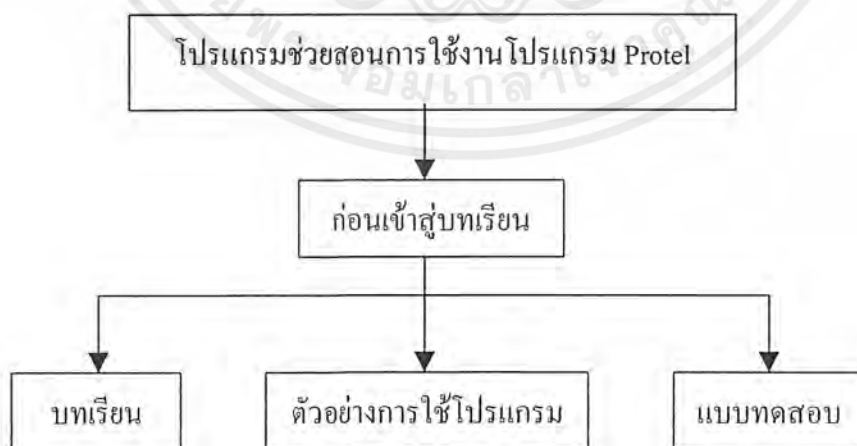 โปรแกรมช่วยสอนการใช้งานโปรแกรม Protel
ก่อนเข้าสู่บทเรียน
บทเรียน
ตัวอย่างการใช้โปรแกรม
แบบทดสอบ